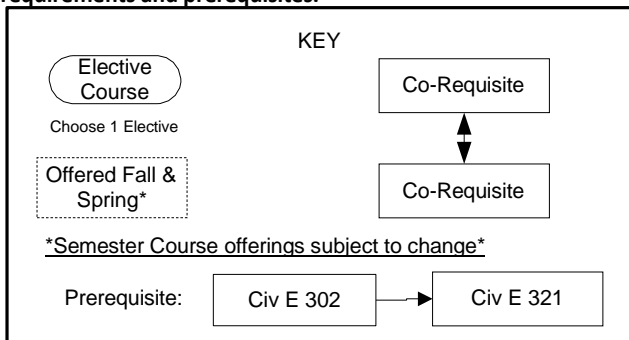 requirements and prerequisites.
KEY
Elective
Course
Choose 1 Elective
Offered Fall &
Spring*
Co-Requisite
Co-Requisite
*Semester Course offerings subject to change*
Prerequisite:
Civ E 302
Civ E 321